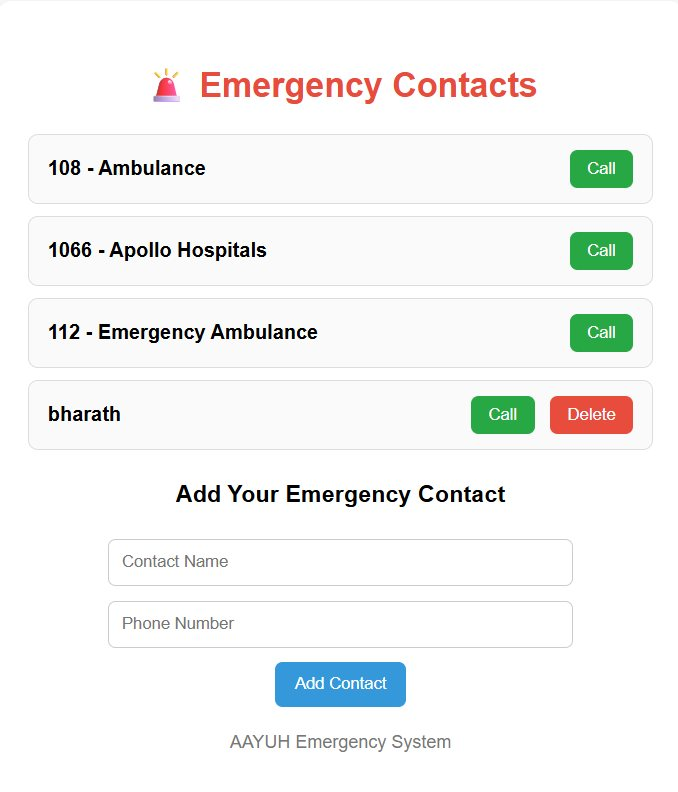 🚨 Emergency Contacts
108 - Ambulance
Call
1066 - Apollo Hospitals
Call
112 - Emergency Ambulance
Call
bharath
Call
Delete
Add Your Emergency Contact
Contact Name
Phone Number
Add Contact
AAYUH Emergency System